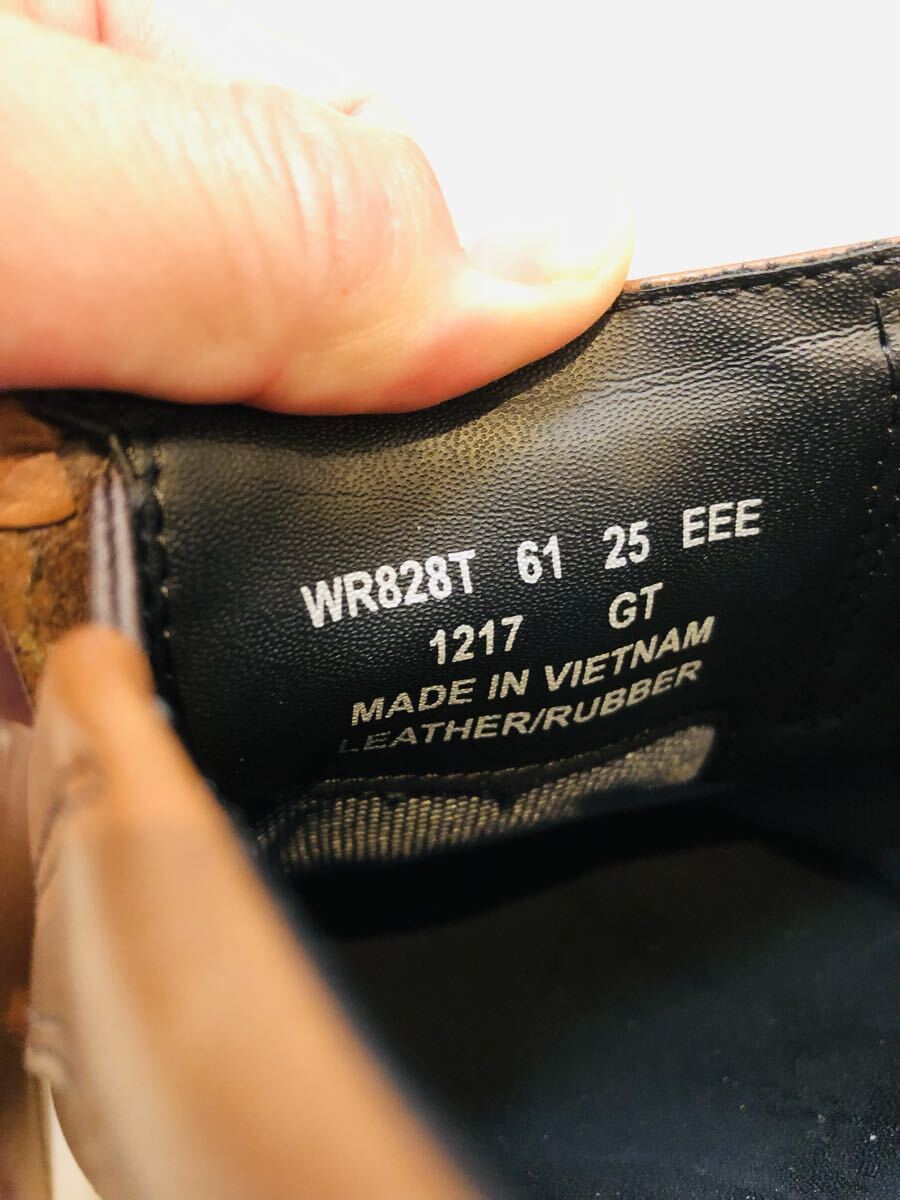 WR828T 61 25 EEE
1217 GT
MADE IN VIETNAM
LEATHER/RUBBER